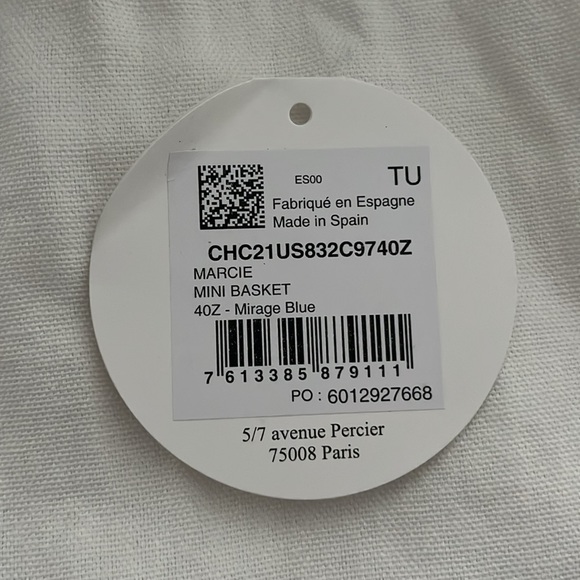 ES00
TU
Fabriqué en Espagne
Made in Spain
CHC21US832C9740Z
MARCIE
MINI BASKET
40Z - Mirage Blue
7 613385 879111
PO : 6012927668
5/7 avenue Percier
75008 Paris